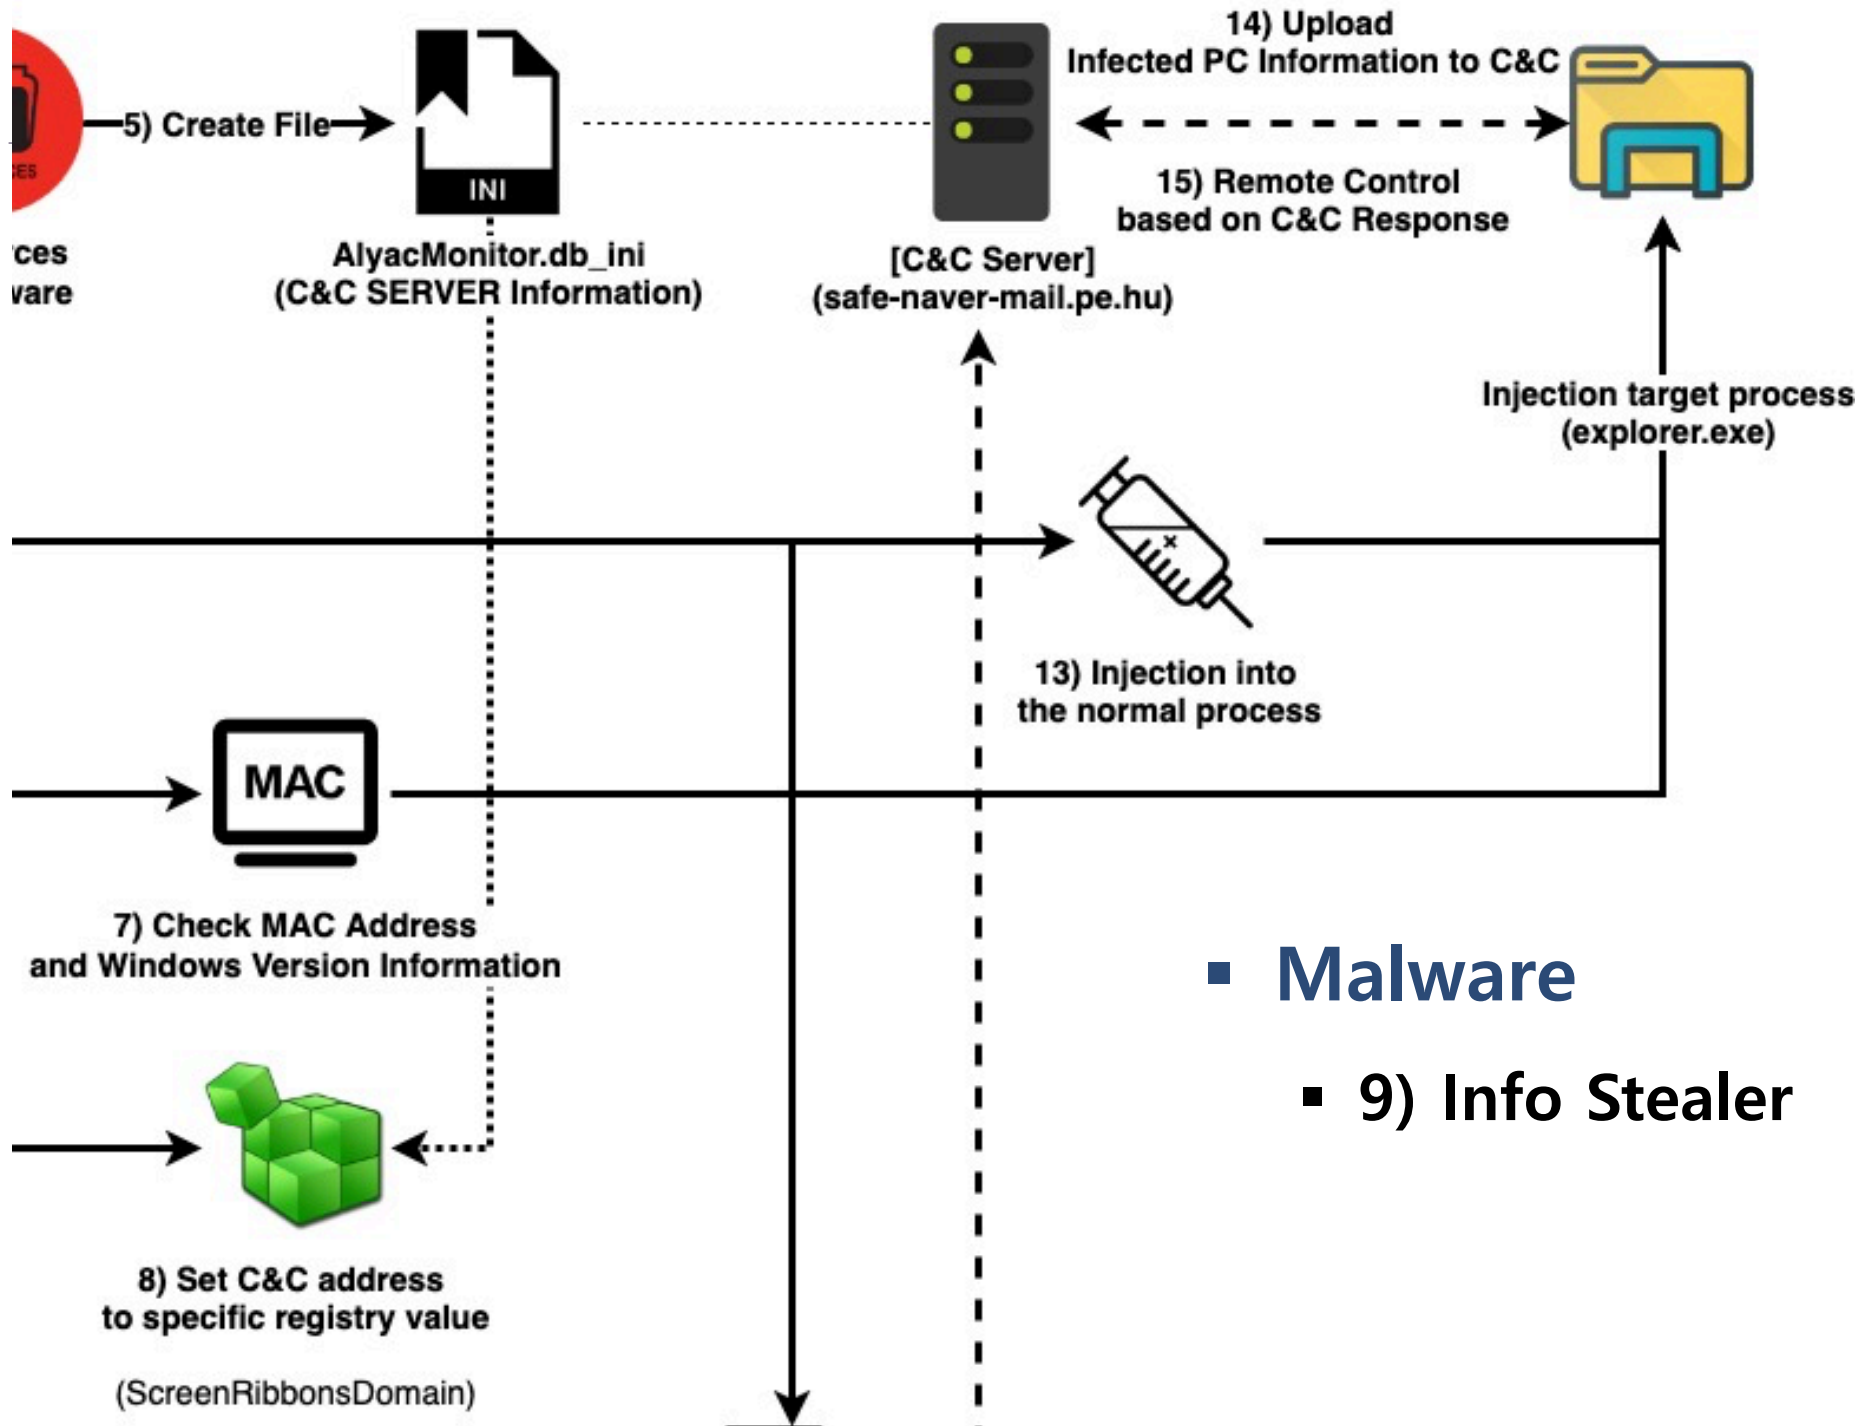 14) Upload
Infected PC Information to C&C
5) Create File
INI
15) Remote Control
based on C&C Response
AlyacMonitor.db_ini
(C&C SERVER Information)
[C&C Server]
(safe-naver-mail.pe.hu)
Injection target process
(explorer.exe)
13) Injection into
the normal process
MAC
7) Check MAC Address
and Windows Version Information
▪ Malware
▪ 9) Info Stealer
8) Set C&C address
to specific registry value
(ScreenRibbonsDomain)